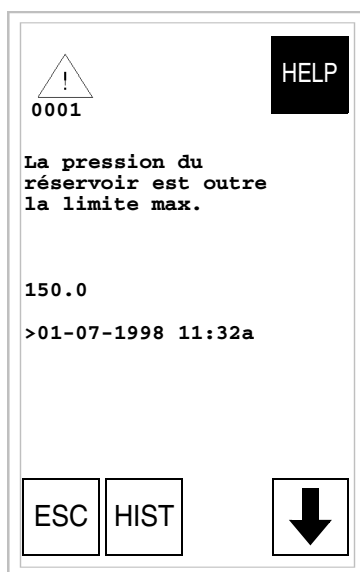 !
HELP
0001
La pression du
réservoir est outre
la limite max.
150.0
>01-07-1998 11:32a
ESC
HIST